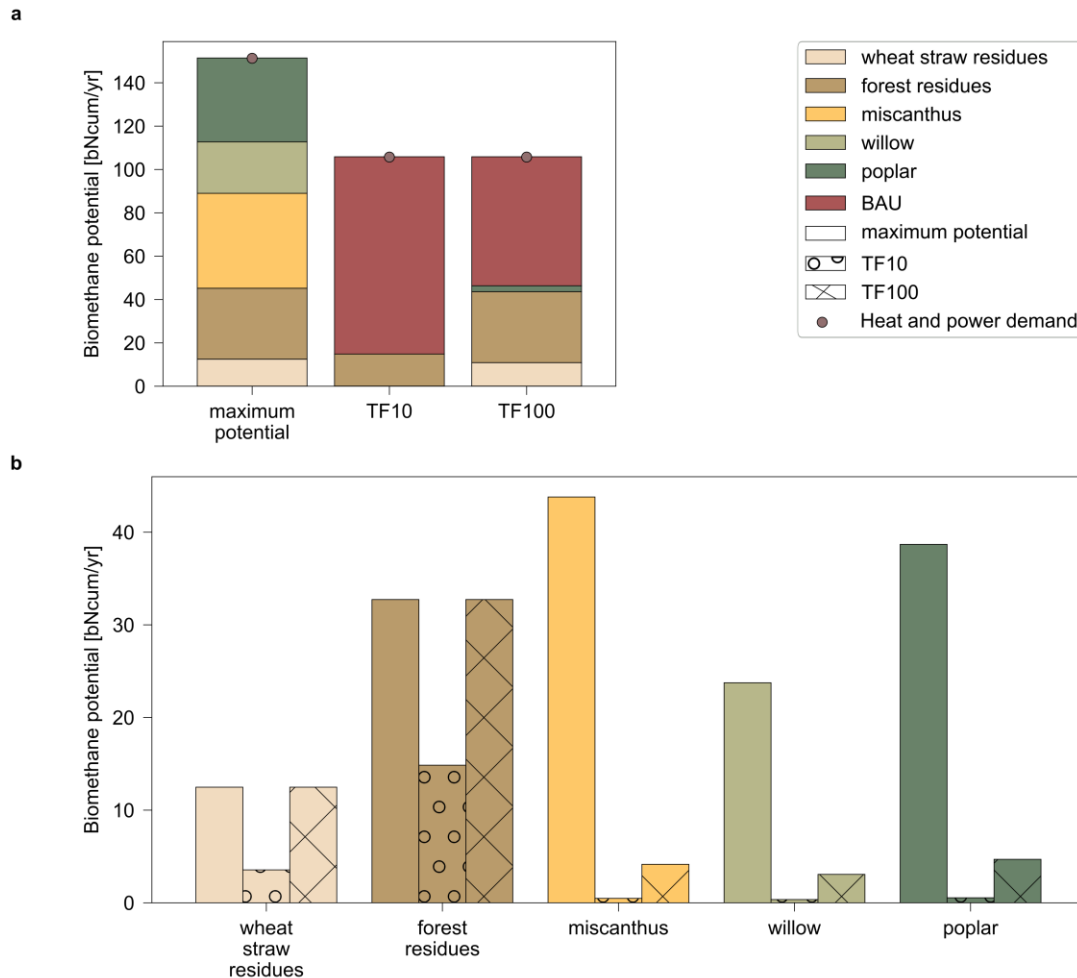 a
Biomethane potential [bNcum/yr]
140
120
100
80
60
40
20
0
maximum
potential
TF10
TF100
wheat straw residues
forest residues
miscanthus
willow
poplar
BAU
maximum potential
TF10
TF100
Heat and power demand
b
Biomethane potential [bNcum/yr]
40
30
20
10
0
wheat
straw
residues
forest
residues
miscanthus
willow
poplar